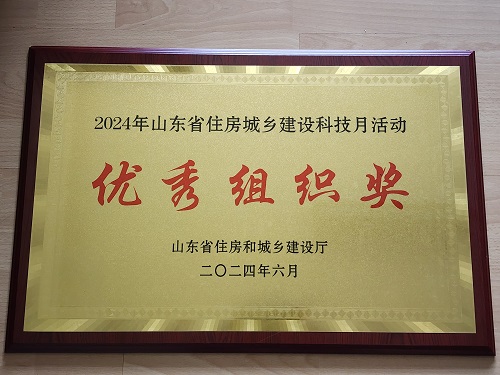 2024年山东省住房城乡建设科技月活动
优秀组织奖
山东省住房和城乡建设厅
二〇二四年六月